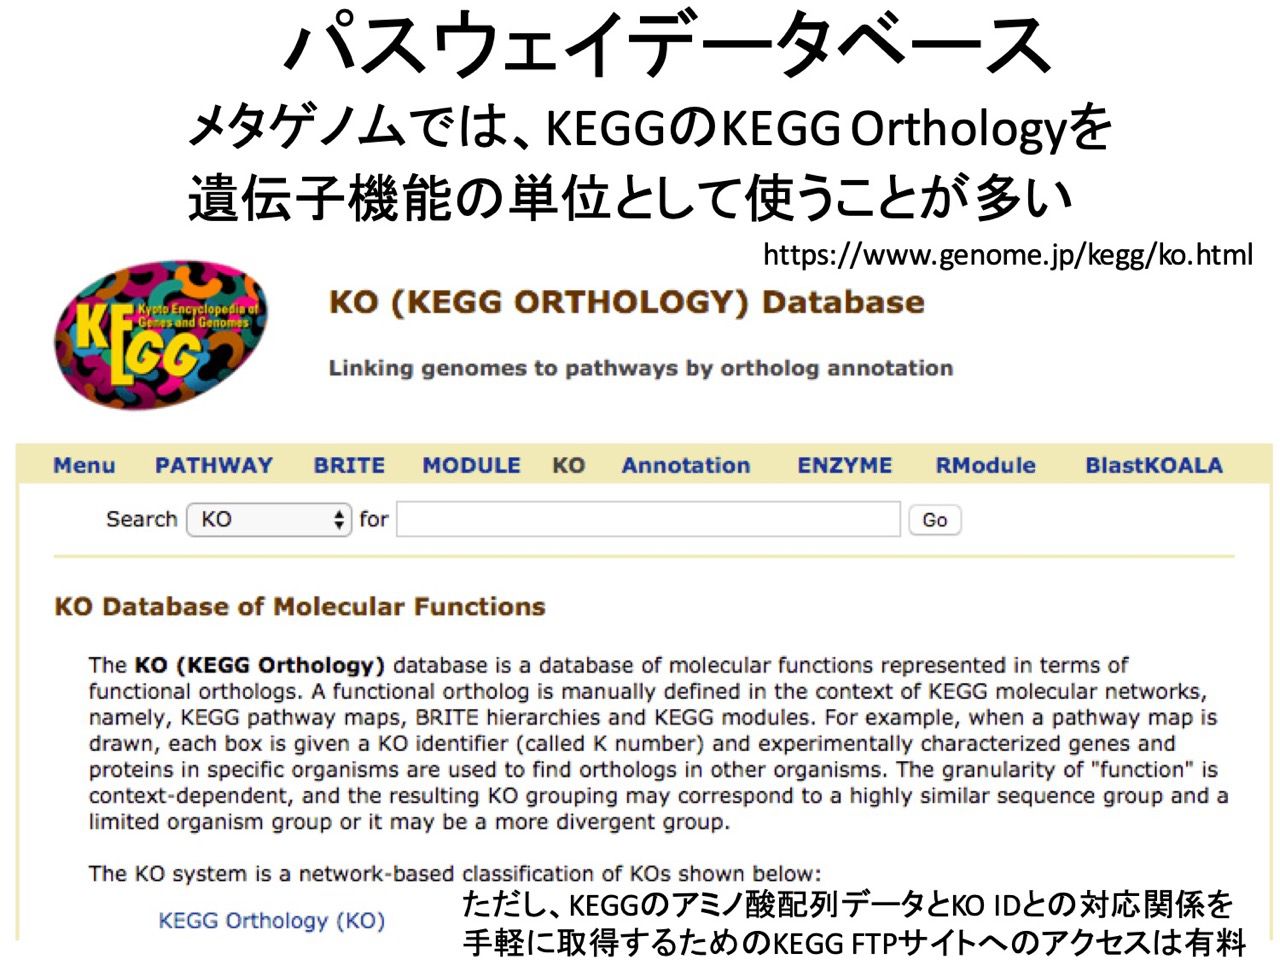 パスウェイデータベース
メタゲノムでは、KEGGのKEGG Orthologyを
遺伝子機能の単位として使うことが多い
https://www.genome.jp/kegg/ko.html
KEGG
Kyoto Encyclopedia of
Genes and Genomes
KO (KEGG ORTHOLOGY) Database
Linking genomes to pathways by ortholog annotation
Menu PATHWAY BRITE MODULE KO Annotation ENZYME RModule BlastKOALA
Search KO for Go
KO Database of Molecular Functions
The KO (KEGG Orthology) database is a database of molecular functions represented in terms of
functional orthologs. A functional ortholog is manually defined in the context of KEGG molecular networks,
namely, KEGG pathway maps, BRITE hierarchies and KEGG modules. For example, when a pathway map is
drawn, each box is given a KO identifier (called K number) and experimentally characterized genes and
proteins in specific organisms are used to find orthologs in other organisms. The granularity of "function" is
context-dependent, and the resulting KO grouping may correspond to a highly similar sequence group and a
limited organism group or it may be a more divergent group.
The KO system is a network-based classification of KOs shown below:
KEGG Orthology (KO)
ただし、KEGGのアミノ酸配列データとKO IDとの対応関係を
手軽に取得するためのKEGG FTPサイトへのアクセスは有料